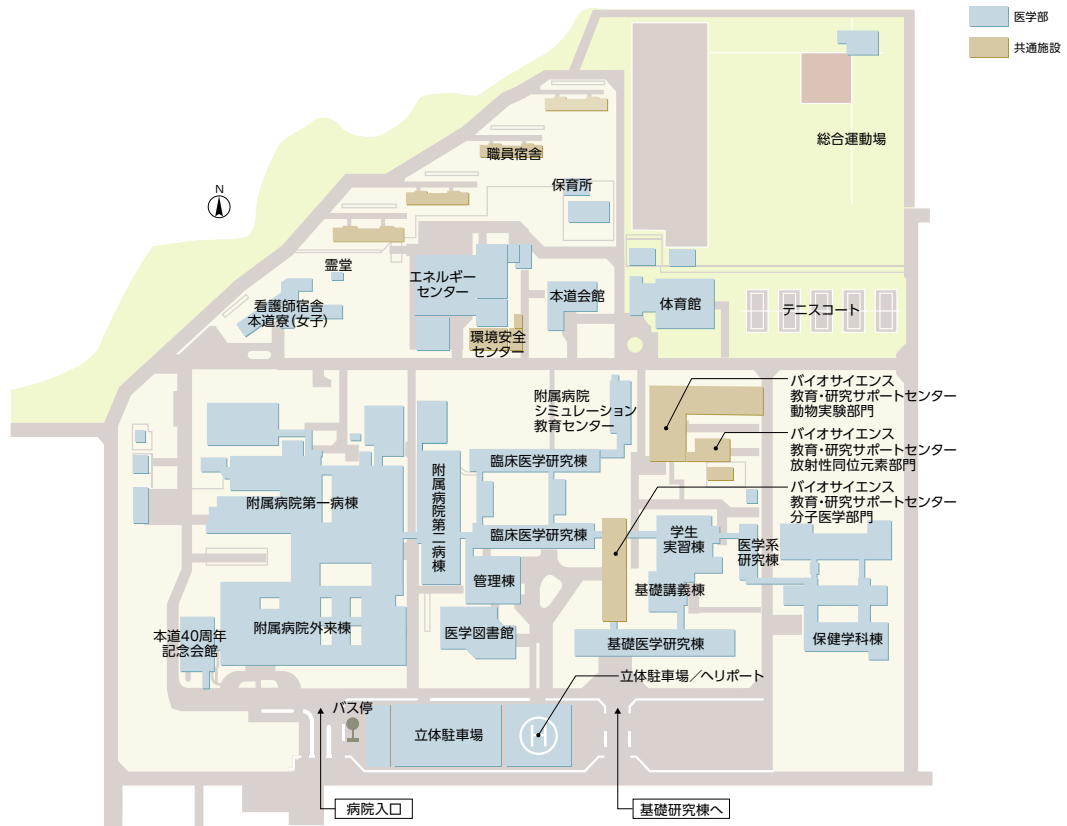 医学部
共通施設
総合運動場
職員宿舎
保育所
N
霊堂
エネルギー
センター
看護師宿舎
本道寮(女子)
本道会館
体育館
テニスコート
環境安全
センター
附属病院
シミュレーション
教育センター
バイオサイエンス
教育・研究サポートセンター
動物実験部門
バイオサイエンス
教育・研究サポートセンター
放射性同位元素部門
バイオサイエンス
教育・研究サポートセンター
分子医学部門
臨床医学研究棟
附属病院第一病棟
附属病院第二病棟
臨床医学研究棟
学生
実習棟
医学系
研究棟
管理棟
基礎講義棟
本道40周年
記念会館
附属病院外来棟
医学図書館
基礎医学研究棟
保健学科棟
立体駐車場/ヘリポート
バス停
立体駐車場
H
病院入口
基礎研究棟へ